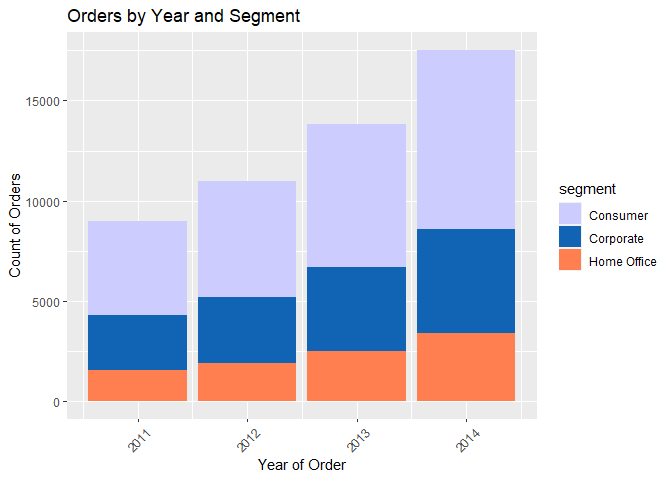 Orders by Year and Segment
Count of Orders
15000
10000
5000
0
2011
2012
2013
2014
Year of Order
segment
Consumer
Corporate
Home Office